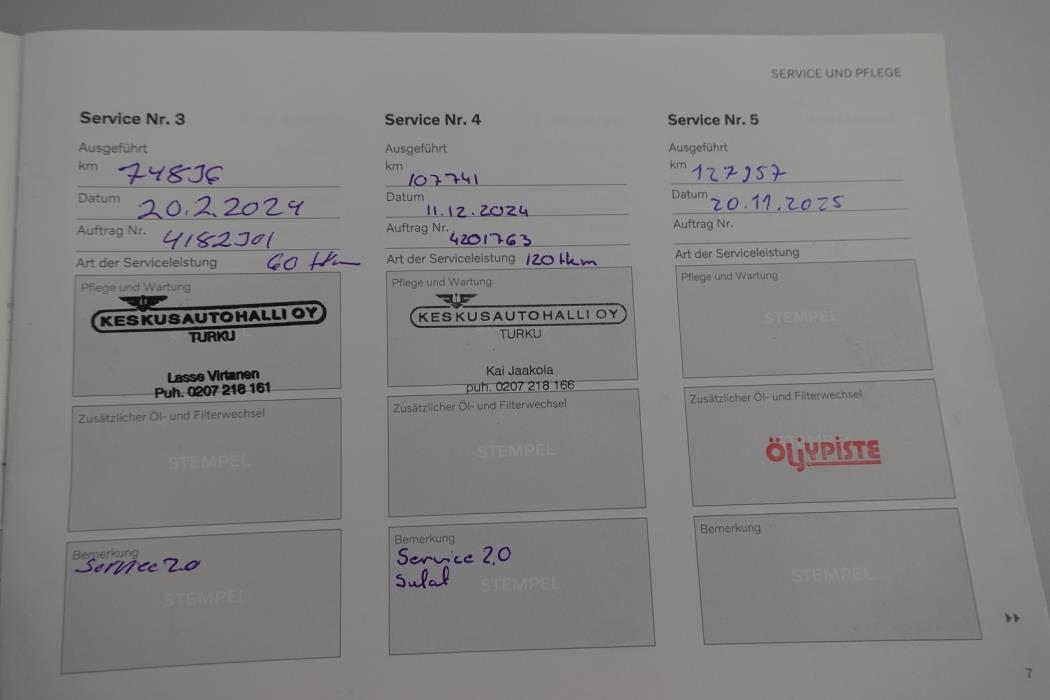 SERVICE UND PFLEGE
Service Nr. 3
Ausgeführt
km 74896
Datum 20.2.2024
Auftrag Nr. 4182901
Art der Serviceleistung 60 tkm
Pflege und Wartung
KESKUSAUTOHALLI OY
TURKU
Lasse Virtanen
Puh. 0207 218 161
Zusätzlicher Öl- und Filterwechsel
STEMPEL
Bemerkung
Service 2.0
STEMPEL
Service Nr. 4
Ausgeführt
km 107741
Datum 11.12.2024
Auftrag Nr. 4201763
Art der Serviceleistung 120 tkm
Pflege und Wartung
KESKUSAUTOHALLI OY
TURKU
Kai Jaakola
puh. 0207 218 166
Zusätzlicher Öl- und Filterwechsel
STEMPEL
Bemerkung
Service 2.0
Sulat
STEMPEL
Service Nr. 5
Ausgeführt
km 127957
Datum 20.11.2025
Auftrag Nr.
Art der Serviceleistung
Pflege und Wartung
STEMPEL
Zusätzlicher Öl- und Filterwechsel
ÖLJYPISTE
Bemerkung
STEMPEL
7